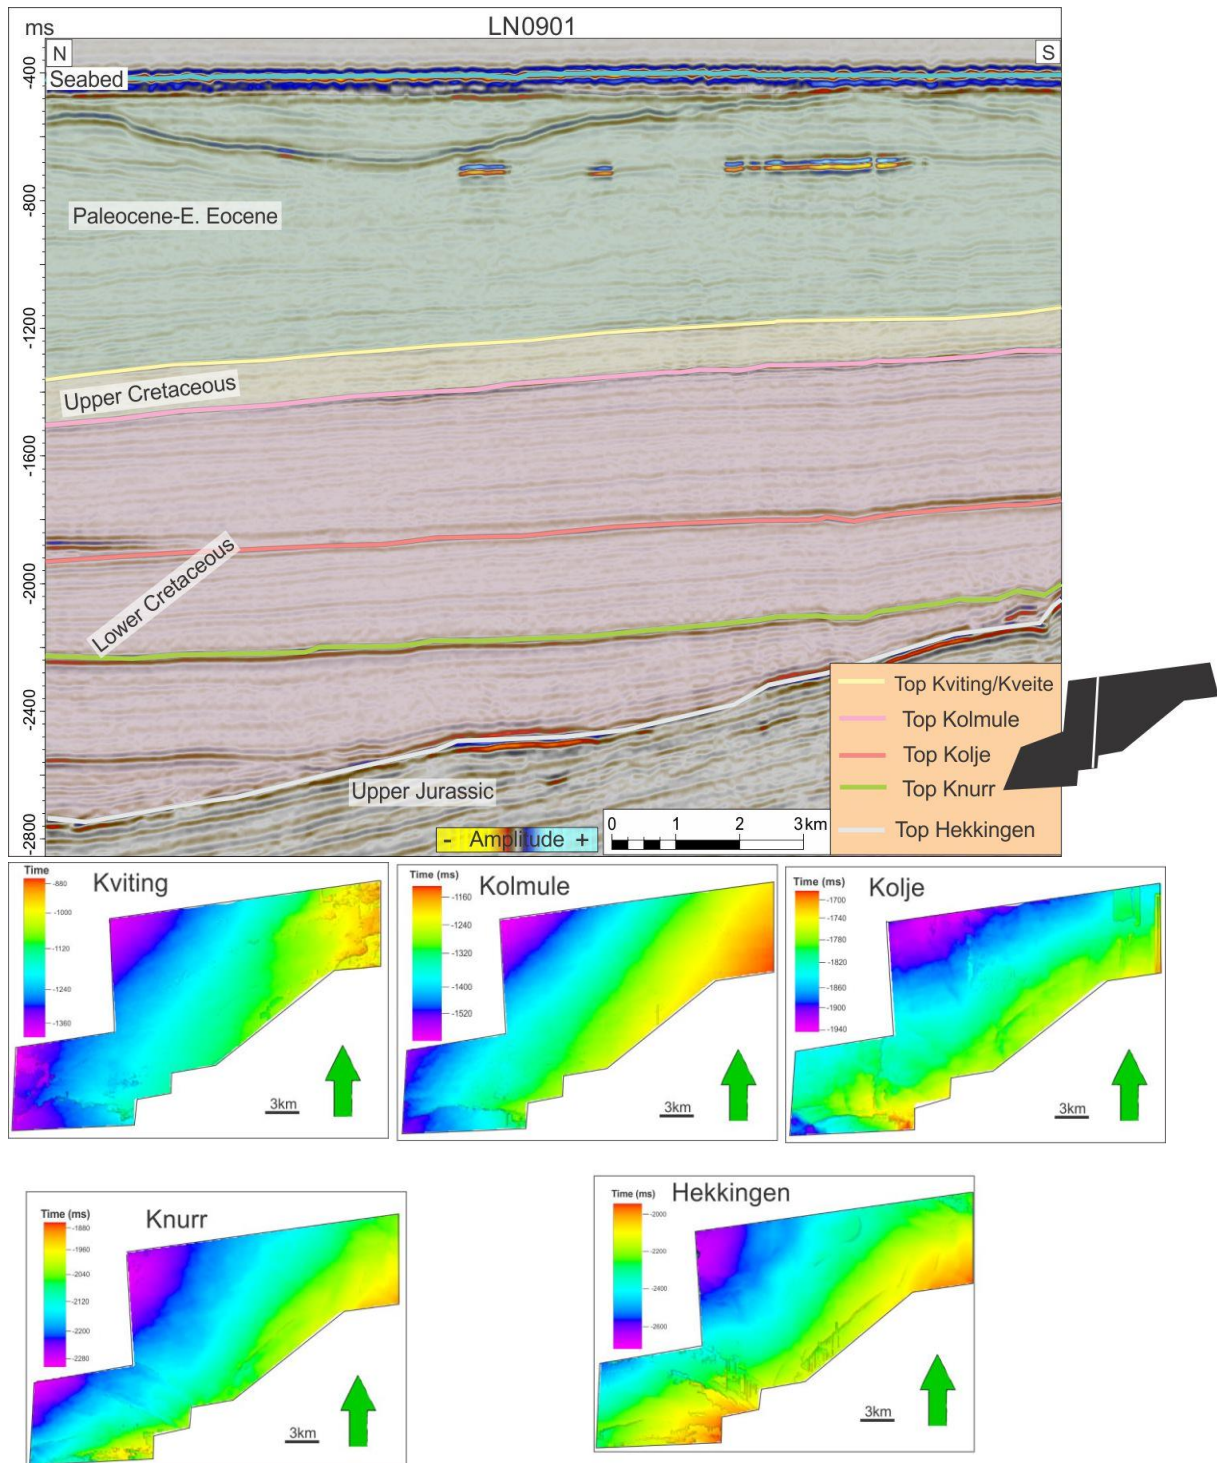 LN0901
ms
N
S
-400
Seabed
-800
Paleocene-E. Eocene
-1200
Upper Cretaceous
-1600
Lower Cretaceous
-2000
-2400
Upper Jurassic
-2800
- Amplitude +
0 1 2 3km
Top Kviting/Kveite
Top Kolmule
Top Kolje
Top Knurr
Top Hekkingen
Time
Kviting
-880
-1000
-1120
-1240
-1360
3km
Time (ms)
Kolmule
-1160
-1240
-1320
-1400
-1520
3km
Time (ms)
Kolje
-1700
-1740
-1780
-1820
-1860
-1900
-1940
3km
Time (ms)
Knurr
-1880
-1960
-2040
-2120
-2200
-2280
3km
Time (ms)
Hekkingen
-2000
-2200
-2400
-2600
3km